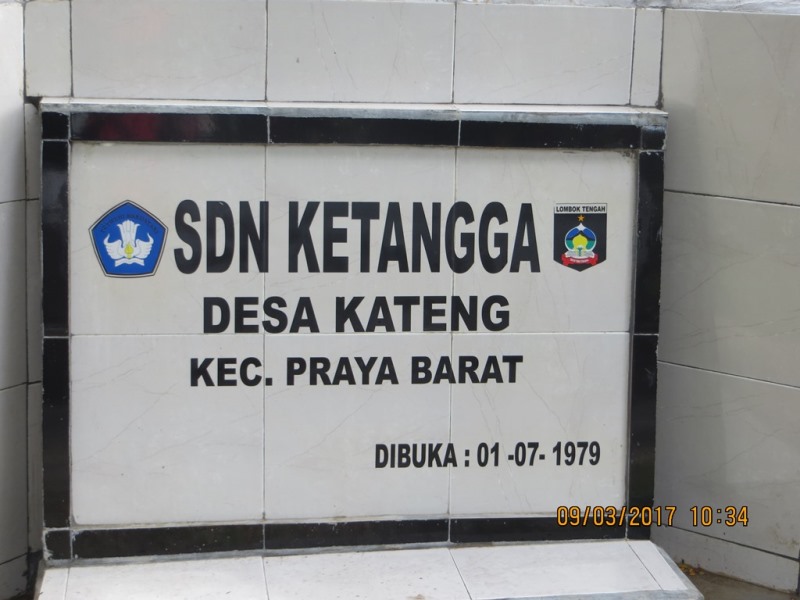 SDN KETANGGA
LOMBOK TENGAH
DESA KATENG
KEC. PRAYA BARAT
DIBUKA : 01 -07- 1979
09/03/2017 10:34